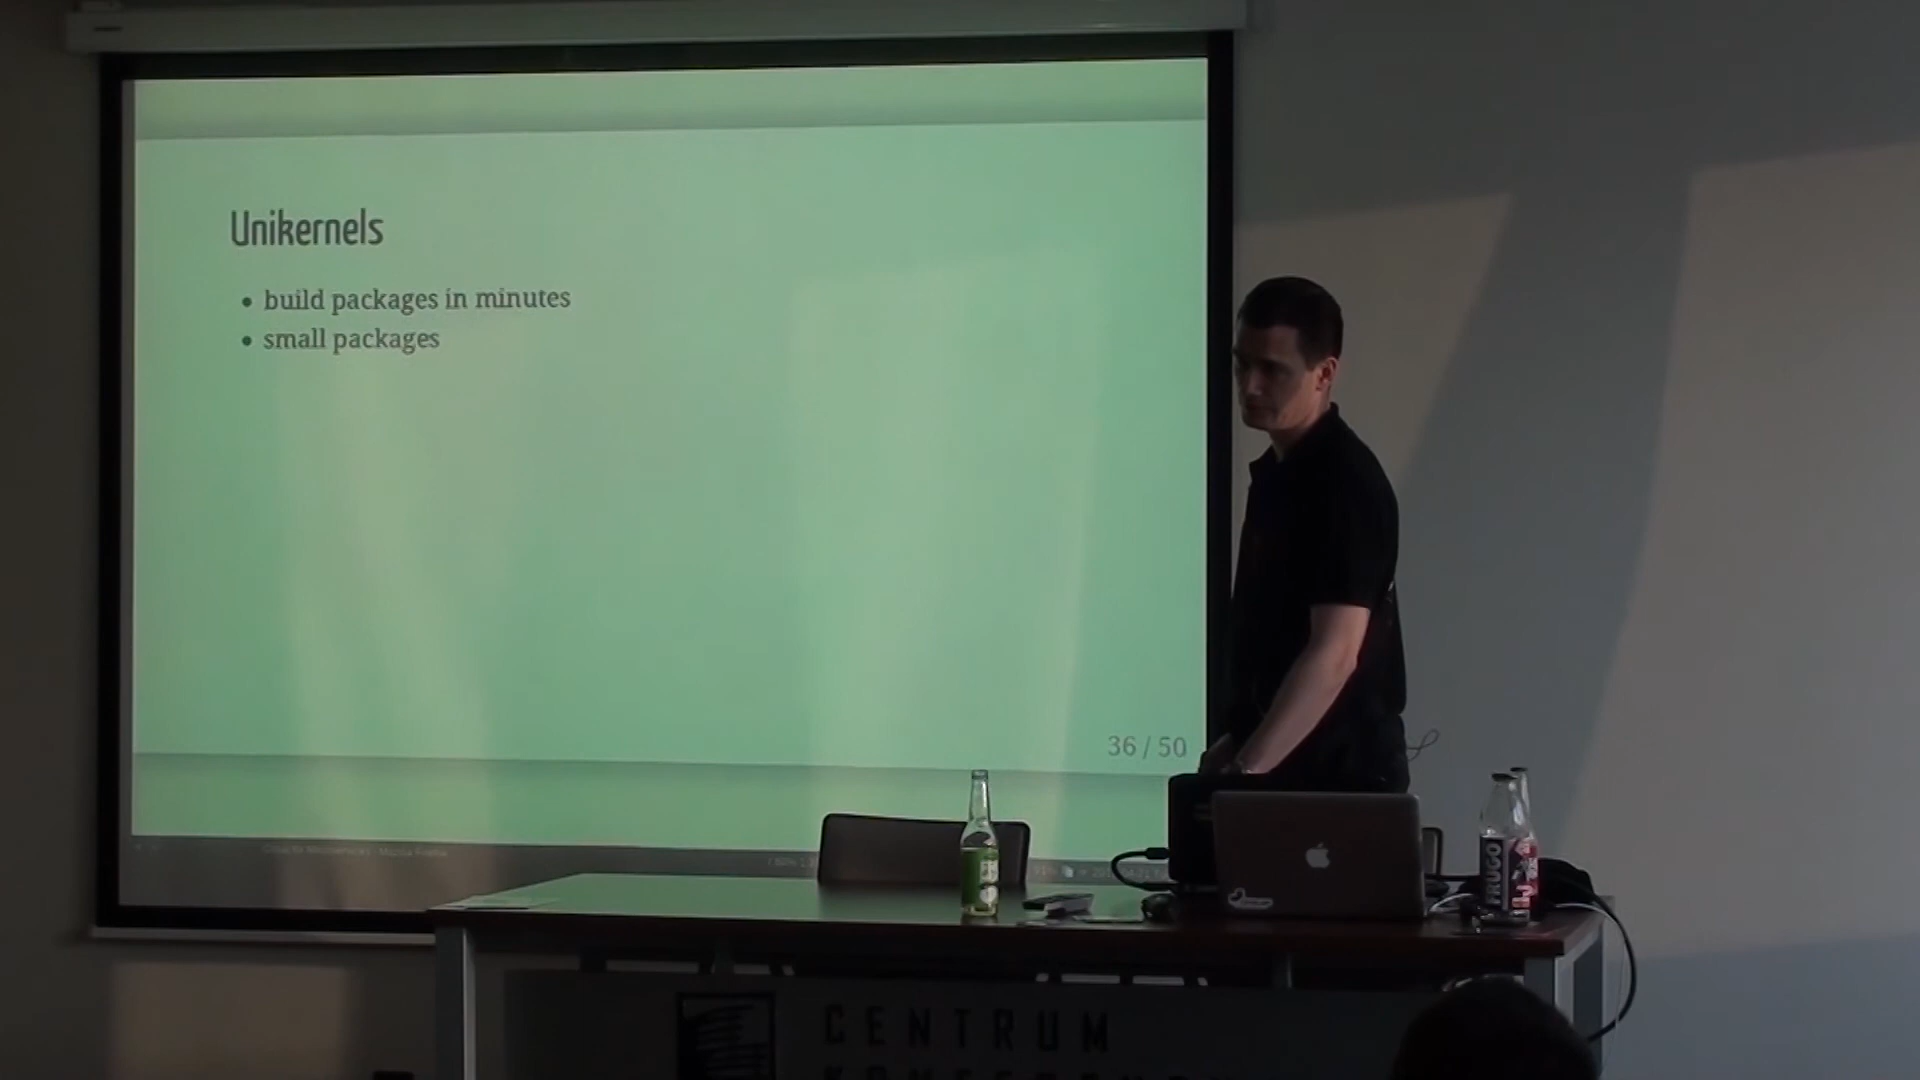 Unikernels
• build packages in minutes
• small packages
36 / 50
FRUGO
CENTRUM